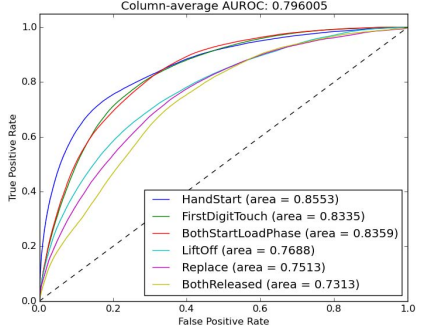 Column-average AUROC: 0.796005
1.0
0.8
0.6
0.4
0.2
0.0
True Positive Rate
HandStart (area = 0.8553)
FirstDigitTouch (area = 0.8335)
BothStartLoadPhase (area = 0.8359)
LiftOff (area = 0.7688)
Replace (area = 0.7513)
BothReleased (area = 0.7313)
0.0 0.2 0.4 0.6 0.8 1.0
False Positive Rate